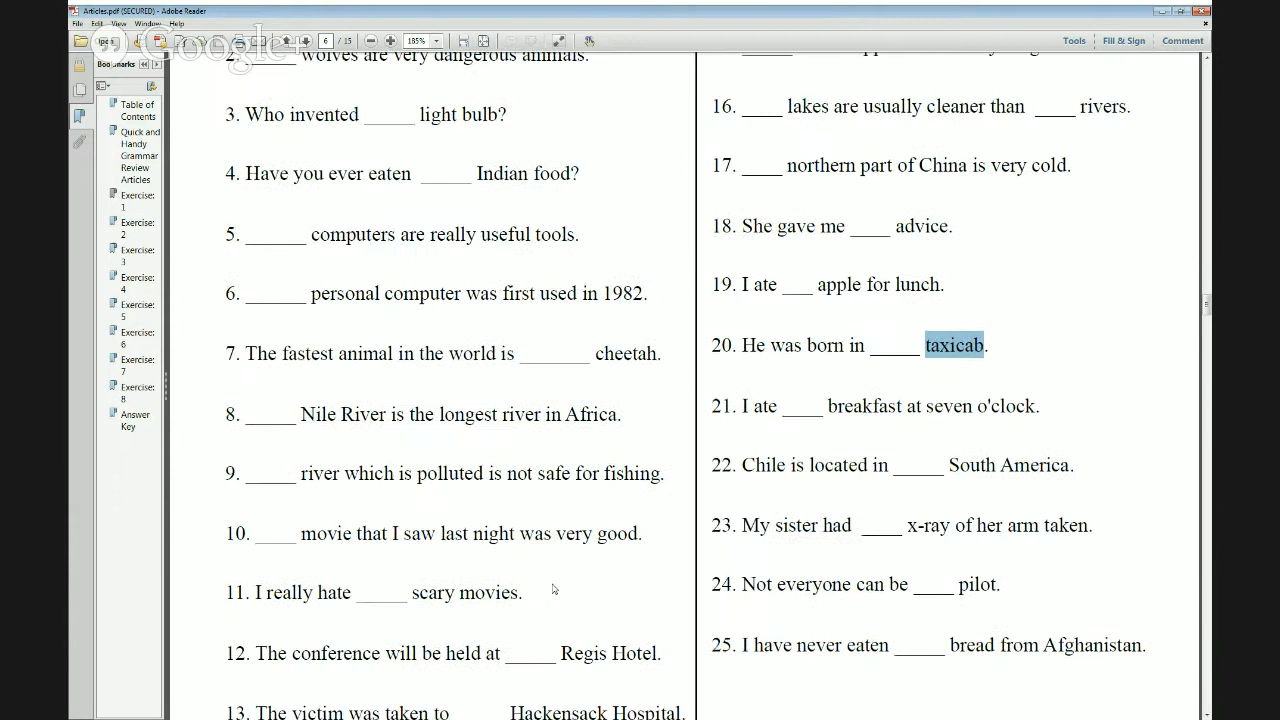 Articles.pdf (SECURED) - Adobe Reader
File Edit View Window Help
Google+
6 / 15 185%
Tools Fill & Sign Comment
Bookmarks
Table of
Contents
Quick and
Handy
Grammar
Review
Articles
Exercise:
1
Exercise:
2
Exercise:
3
Exercise:
4
Exercise:
5
Exercise:
6
Exercise:
7
Exercise:
8
Answer
Key
2. _____ wolves are very dangerous animals.
3. Who invented _____ light bulb?
4. Have you ever eaten _____ Indian food?
5. ______ computers are really useful tools.
6. ______ personal computer was first used in 1982.
7. The fastest animal in the world is _______ cheetah.
8. _____ Nile River is the longest river in Africa.
9. _____ river which is polluted is not safe for fishing.
10. ____ movie that I saw last night was very good.
11. I really hate _____ scary movies.
12. The conference will be held at _____ Regis Hotel.
13. The victim was taken to _____ Hackensack Hospital.
16. ____ lakes are usually cleaner than ____ rivers.
17. ____ northern part of China is very cold.
18. She gave me ____ advice.
19. I ate ___ apple for lunch.
20. He was born in _____ taxicab.
21. I ate ____ breakfast at seven o'clock.
22. Chile is located in _____ South America.
23. My sister had ____ x-ray of her arm taken.
24. Not everyone can be ____ pilot.
25. I have never eaten _____ bread from Afghanistan.